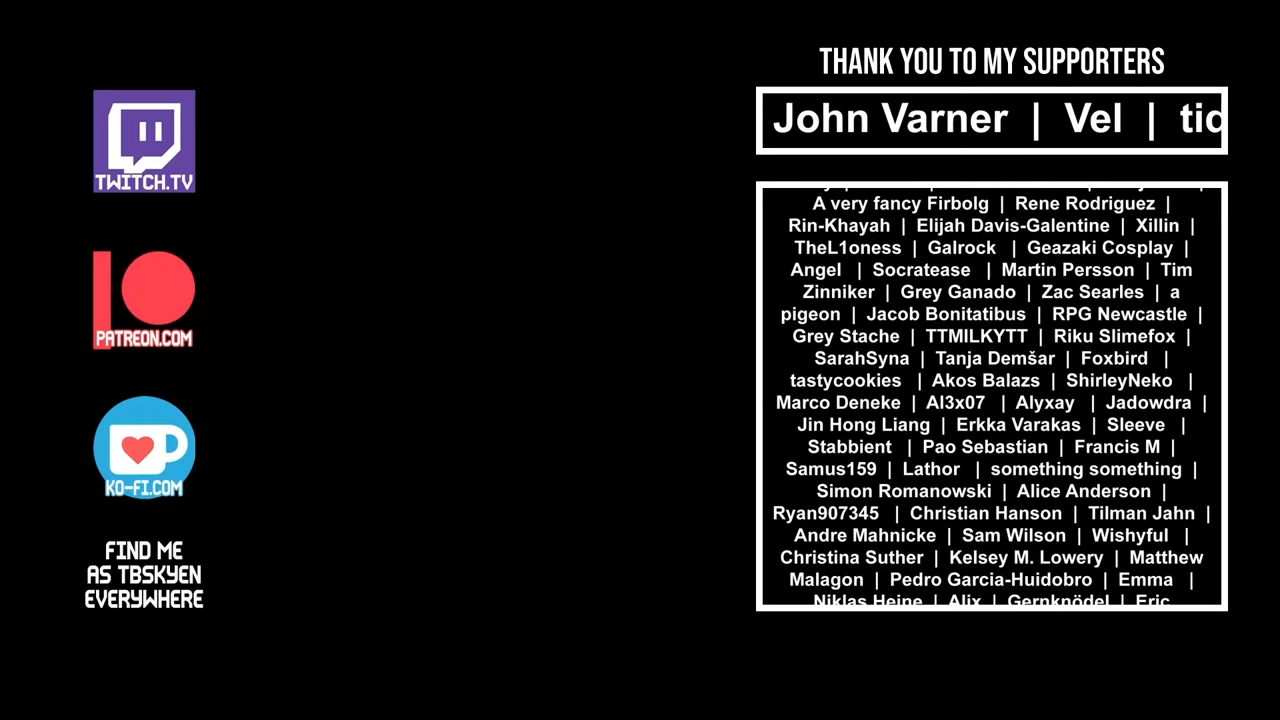 TWITCH.TV
PATREON.COM
KO-FI.COM
FIND ME
AS TBSKYEN
EVERYWHERE
THANK YOU TO MY SUPPORTERS
John Varner | Vel |
A very fancy Firbolg | Rene Rodriguez |
Rin-Khayah | Elijah Davis-Galentine | Xillin |
TheL1oness | Galrock | Geazaki Cosplay |
Angel | Socratease | Martin Persson | Tim
Zinniker | Grey Ganado | Zac Searles | a
pigeon | Jacob Bonitatibus | RPG Newcastle |
Grey Stache | TTMILKYTT | Riku Slimefox |
SarahSyna | Tanja Demšar | Foxbird |
tastycookies | Akos Balazs | ShirleyNeko |
Marco Deneke | Al3x07 | Alyxay | Jadowdra |
Jin Hong Liang | Erkka Varakas | Sleeve |
Stabbient | Pao Sebastian | Francis M |
Samus159 | Lathor | something something |
Simon Romanowski | Alice Anderson |
Ryan907345 | Christian Hanson | Tilman Jahn |
Andre Mahnicke | Sam Wilson | Wishyful |
Christina Suther | Kelsey M. Lowery | Matthew
Malagon | Pedro Garcia-Huidobro | Emma |
Niklas Heine | Alix | Gernknödel | Eric